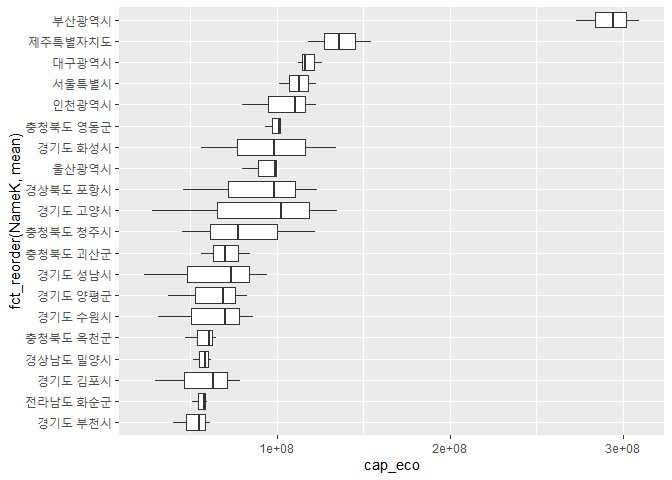 부산광역시
제주특별자치도
대구광역시
서울특별시
인천광역시
충청북도 영동군
경기도 화성시
울산광역시
경상북도 포항시
경기도 고양시
충청북도 청주시
충청북도 괴산군
경기도 성남시
경기도 양평군
경기도 수원시
충청북도 옥천군
경상남도 밀양시
경기도 김포시
전라남도 화순군
경기도 부천시
fct_reorder(NameK, mean)
1e+08
2e+08
3e+08
cap_eco